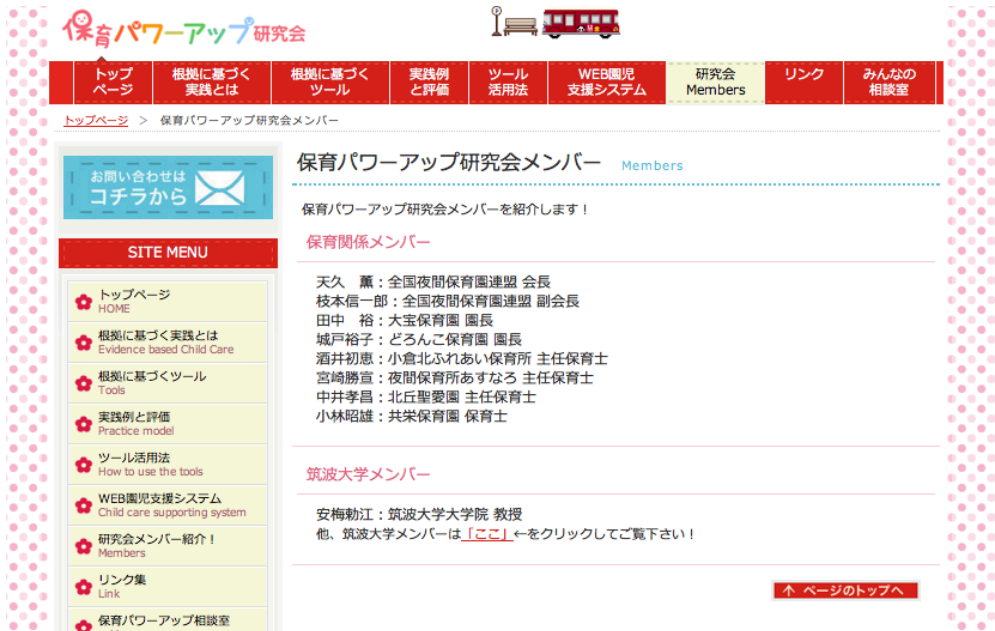 保育パワーアップ研究会
トップ
ページ
根拠に基づく
実践とは
根拠に基づく
ツール
実践例
と評価
ツール
活用法
WEB園児
支援システム
研究会
Members
リンク
みんなの
相談室
トップページ　＞　保育パワーアップ研究会メンバー
お問い合わせは
コチラから
SITE MENU
トップページ
HOME
根拠に基づく実践とは
Evidence based Child Care
根拠に基づくツール
Tools
実践例と評価
Practice model
ツール活用法
How to use the tools
WEB園児支援システム
Child care supporting system
研究会メンバー紹介！
Members
リンク集
Link
保育パワーアップ相談室
保育パワーアップ研究会メンバー　Members
保育パワーアップ研究会メンバーを紹介します！
保育関係メンバー
天久　薫：全国夜間保育園連盟 会長
枝本信一郎：全国夜間保育園連盟 副会長
田中　裕：大宝保育園 園長
城戸裕子：どろんこ保育園 園長
酒井初恵：小倉北ふれあい保育所 主任保育士
宮崎勝宣：夜間保育所あすなろ 主任保育士
中井孝昌：北丘聖愛園 主任保育士
小林昭雄：共栄保育園 保育士
筑波大学メンバー
安梅勅江：筑波大学大学院 教授
他、筑波大学メンバーは「ここ」←をクリックしてご覧下さい！
↑ ページのトップへ